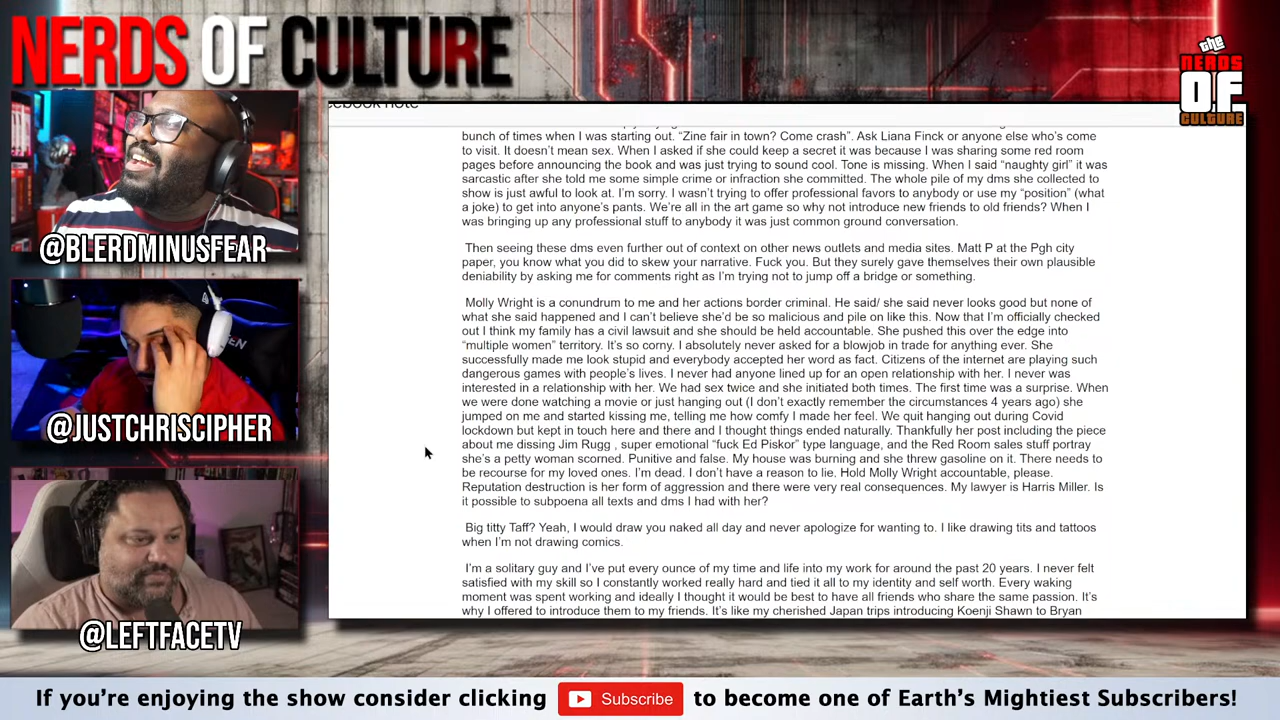 NERDS OF CULTURE
the
NERDS
O.F.
CULTURE
@BLERDMINUSFEAR
@JUSTCHRISCIPHER
@LEFTFACETV
ebook note
bunch of times when I was starting out. “Zine fair in town? Come crash”. Ask Liana Finck or anyone else who’s come
to visit. It doesn’t mean sex. When I asked if she could keep a secret it was because I was sharing some red room
pages before announcing the book and was just trying to sound cool. Tone is missing. When I said “naughty girl” it was
sarcastic after she told me some simple crime or infraction she committed. The whole pile of my dms she collected to
show is just awful to look at. I’m sorry. I wasn’t trying to offer professional favors to anybody or use my “position” (what
a joke) to get into anyone’s pants. We’re all in the art game so why not introduce new friends to old friends? When I
was bringing up any professional stuff to anybody it was just common ground conversation.
Then seeing these dms even further out of context on other news outlets and media sites. Matt P at the Pgh city
paper, you know what you did to skew your narrative. Fuck you. But they surely gave themselves their own plausible
deniability by asking me for comments right as I’m trying not to jump off a bridge or something.
Molly Wright is a conundrum to me and her actions border criminal. He said/ she said never looks good but none of
what she said happened and I can’t believe she’d be so malicious and pile on like this. Now that I’m officially checked
out I think my family has a civil lawsuit and she should be held accountable. She pushed this over the edge into
“multiple women” territory. It’s so corny. I absolutely never asked for a blowjob in trade for anything ever. She
successfully made me look stupid and everybody accepted her word as fact. Citizens of the internet are playing such
dangerous games with people’s lives. I never had anyone lined up for an open relationship with her. I never was
interested in a relationship with her. We had sex twice and she initiated both times. The first time was a surprise. When
we were done watching a movie or just hanging out (I don’t exactly remember the circumstances 4 years ago) she
jumped on me and started kissing me, telling me how comfy I made her feel. We quit hanging out during Covid
lockdown but kept in touch here and there and I thought things ended naturally. Thankfully her post including the piece
about me dissing Jim Rugg , super emotional “fuck Ed Piskor” type language, and the Red Room sales stuff portray
she’s a petty woman scorned. Punitive and false. My house was burning and she threw gasoline on it. There needs to
be recourse for my loved ones. I’m dead. I don’t have a reason to lie. Hold Molly Wright accountable, please.
Reputation destruction is her form of aggression and there were very real consequences. My lawyer is Harris Miller. Is
it possible to subpoena all texts and dms I had with her?
Big titty Taff? Yeah, I would draw you naked all day and never apologize for wanting to. I like drawing tits and tattoos
when I’m not drawing comics.
I’m a solitary guy and I’ve put every ounce of my time and life into my work for around the past 20 years. I never felt
satisfied with my skill so I constantly worked really hard and tied it all to my identity and self worth. Every waking
moment was spent working and ideally I thought it would be best to have all friends who share the same passion. It’s
why I offered to introduce them to my friends. It’s like my cherished Japan trips introducing Koenji Shawn to Bryan
If you’re enjoying the show consider clicking Subscribe to become one of Earth’s Mightiest Subscribers!